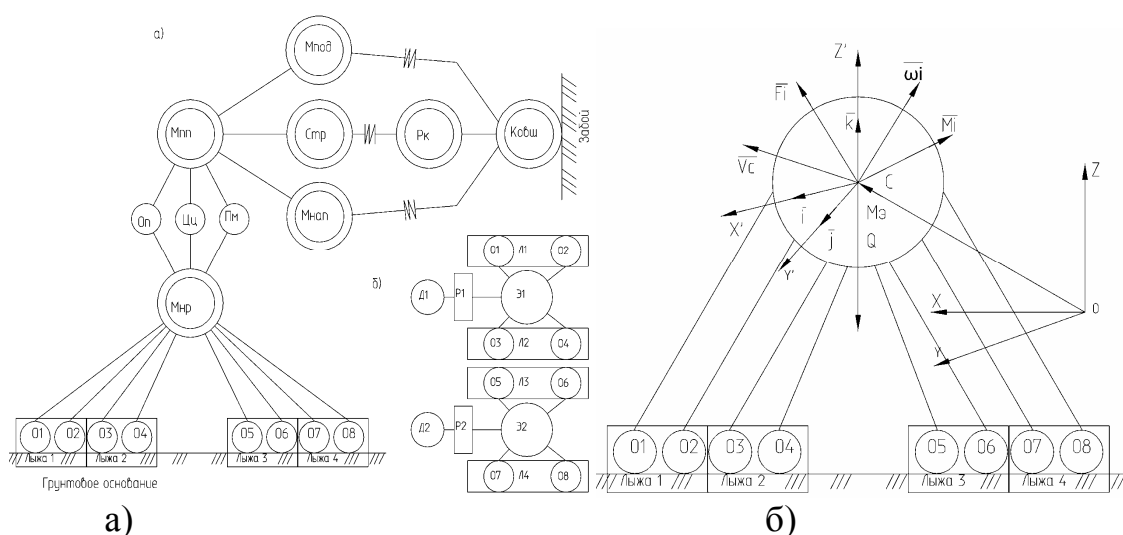 а)
Мпод
Мпп
Стр
Рк
Ковш
Забой
Мнап
Оп
Цц
Пм
Мнр
О1 О2 О3 О4 О5 О6 О7 О8
Лыжа 1 Лыжа 2 Лыжа 3 Лыжа 4
Грунтовое основание
б)
О1 Л1 О2
Д1 Р1 Э1
О3 Л2 О4
О5 Л3 О6
Д2 Р2 Э2
О7 Л4 О8
а)
Z'
Fi
ωi
k
Mi
Vc
C
Z
Mэ
X'
i
j
Q
Y'
X
O
Y
О1 О2 О3 О4 О5 О6 О7 О8
Лыжа 1 Лыжа 2 Лыжа 3 Лыжа 4
б)